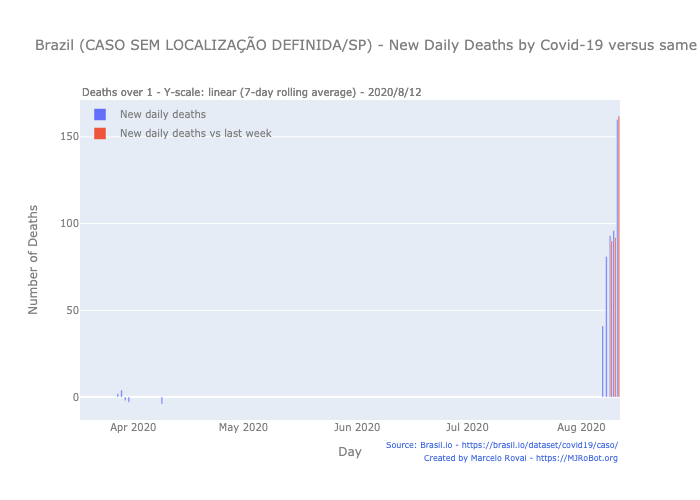 Brazil (CASO SEM LOCALIZAÇÃO DEFINIDA/SP) - New Daily Deaths by Covid-19 versus same
Deaths over 1 - Y-scale: linear (7-day rolling average) - 2020/8/12
New daily deaths
New daily deaths vs last week
150
100
50
0
Number of Deaths
Apr 2020 May 2020 Jun 2020 Jul 2020 Aug 2020
Day
Source: Brasil.io - https://brasil.io/dataset/covid19/caso/
Created by Marcelo Rovai - https://MJRoBot.org